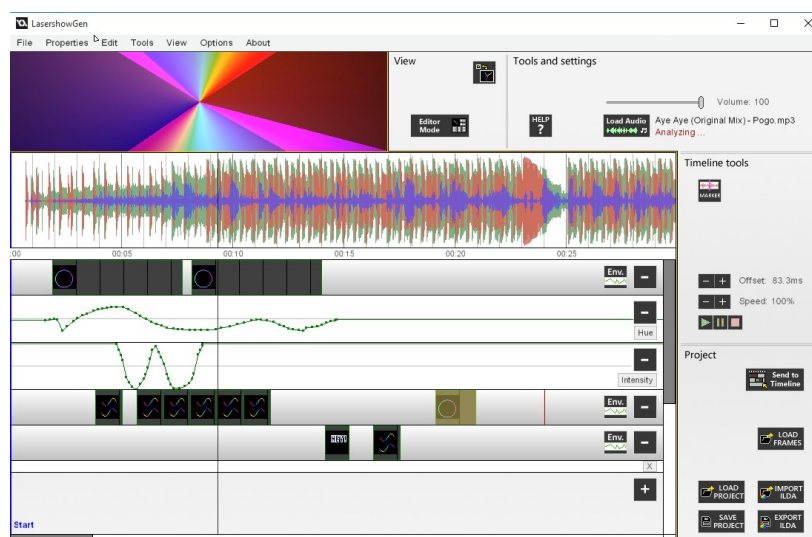 LasershowGen
File Properties Edit Tools View Options About
View
Editor
Mode
Tools and settings
Volume: 100
HELP
?
Load Audio
Aye Aye (Original Mix) - Pogo.mp3
Analyzing ...
Timeline tools
MARKER
:00 00:05 00:10 00:15 00:20 00:25
Env.
Offset: 83.3ms
Speed: 100%
Hue
Project
Send to
Timeline
Intensity
Env.
HEY!
Env.
LOAD
FRAMES
X
LOAD
PROJECT
IMPORT
ILDA
SAVE
PROJECT
EXPORT
ILDA
Start